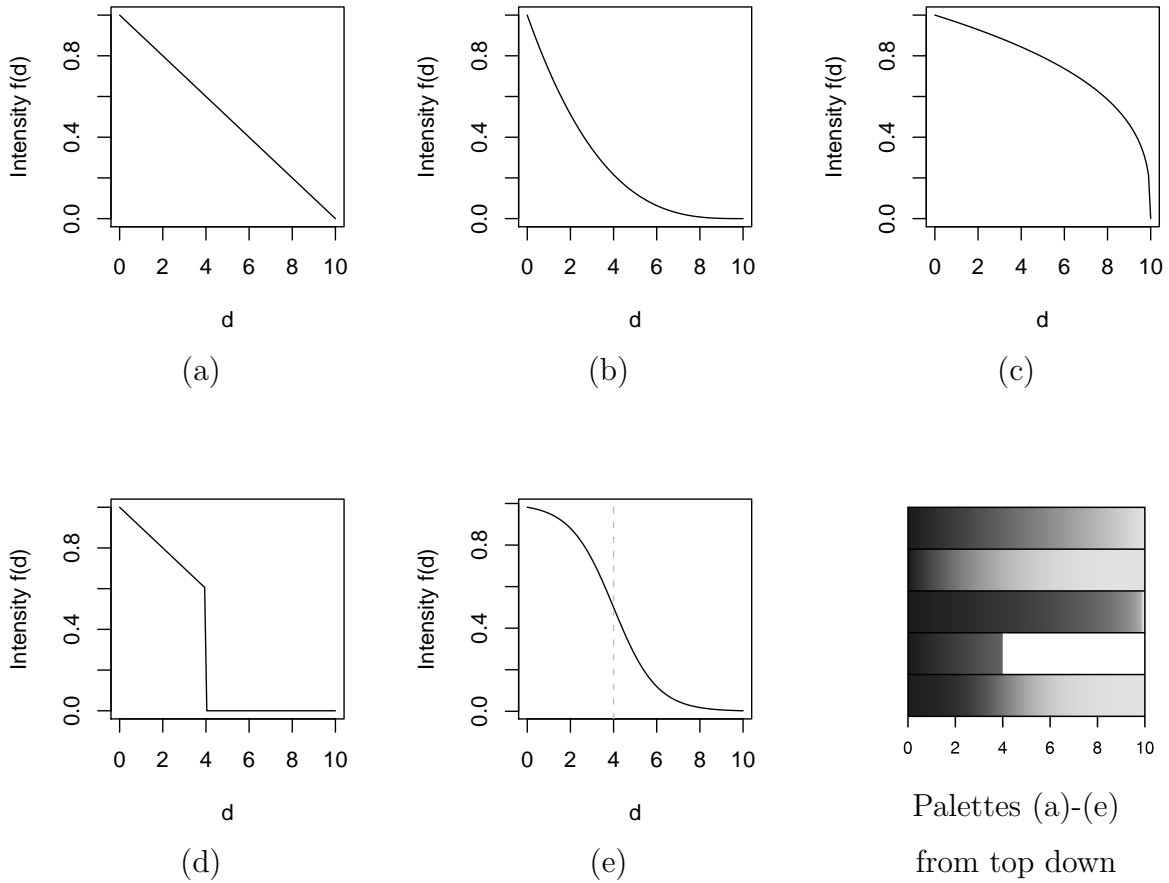 Intensity f(d)
0.0 0.4 0.8
0 2 4 6 8 10
d
(a)
Intensity f(d)
0.0 0.4 0.8
0 2 4 6 8 10
d
(b)
Intensity f(d)
0.0 0.4 0.8
0 2 4 6 8 10
d
(c)
Intensity f(d)
0.0 0.4 0.8
0 2 4 6 8 10
d
(d)
Intensity f(d)
0.0 0.4 0.8
0 2 4 6 8 10
d
(e)
0 2 4 6 8 10
Palettes (a)-(e)
from top down